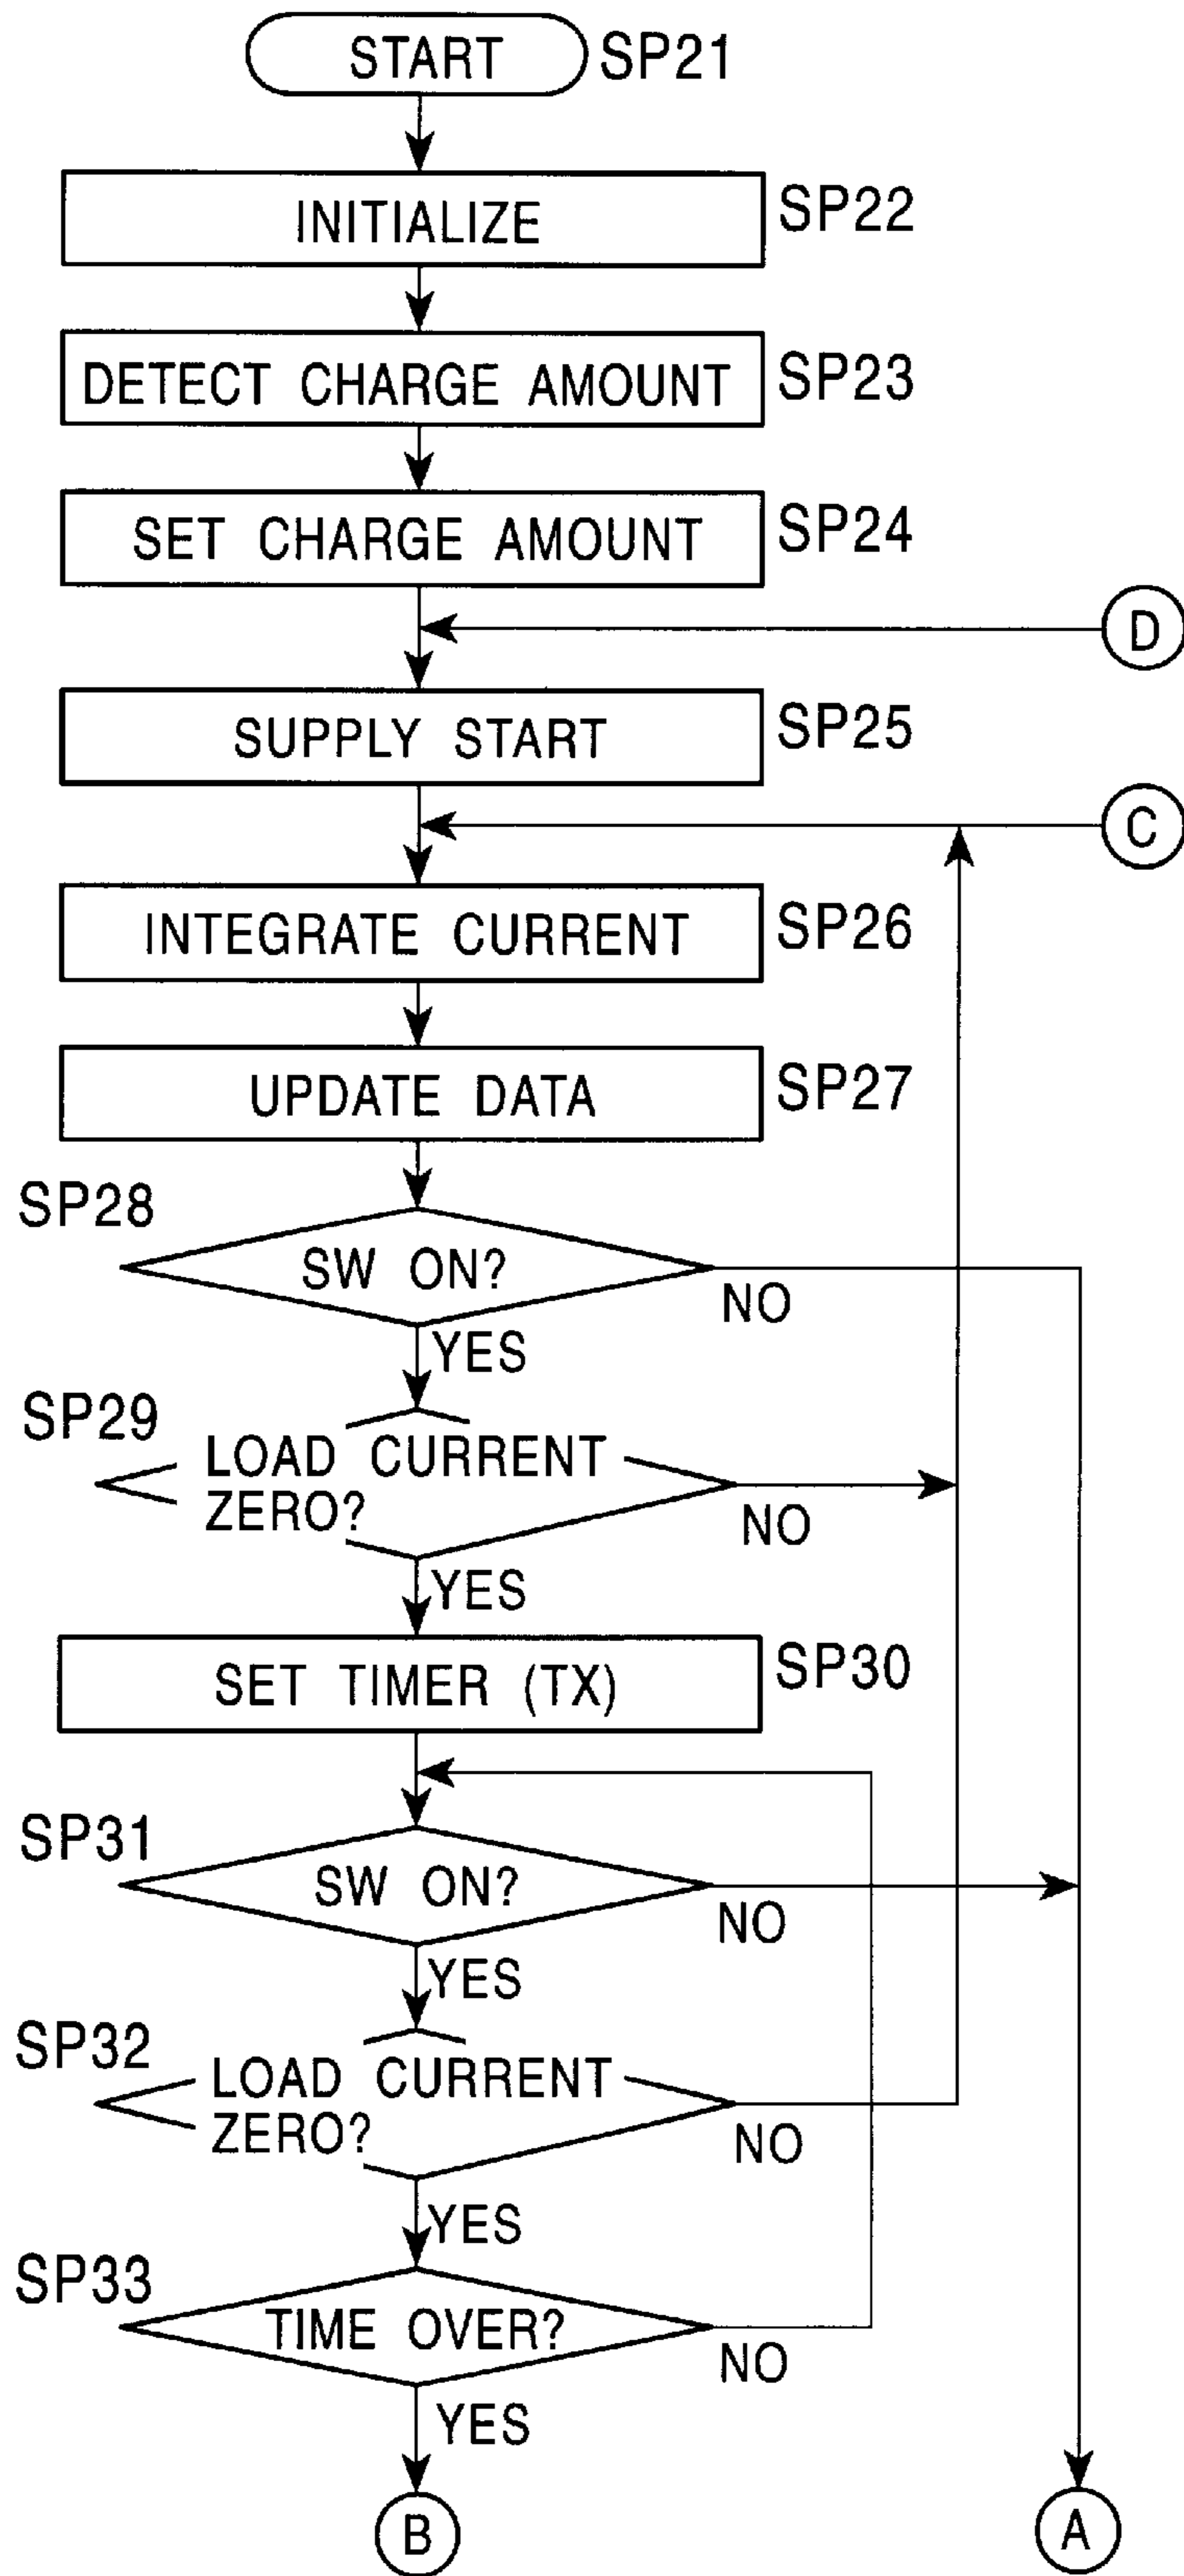 START SP21
INITIALIZE SP22
DETECT CHARGE AMOUNT SP23
SET CHARGE AMOUNT SP24
D
SUPPLY START SP25
C
INTEGRATE CURRENT SP26
UPDATE DATA SP27
SP28
SW ON?
NO
YES
SP29
LOAD CURRENT
ZERO?
NO
YES
SET TIMER (TX) SP30
SP31
SW ON?
NO
YES
SP32
LOAD CURRENT
ZERO?
NO
YES
SP33
TIME OVER?
NO
YES
B
A